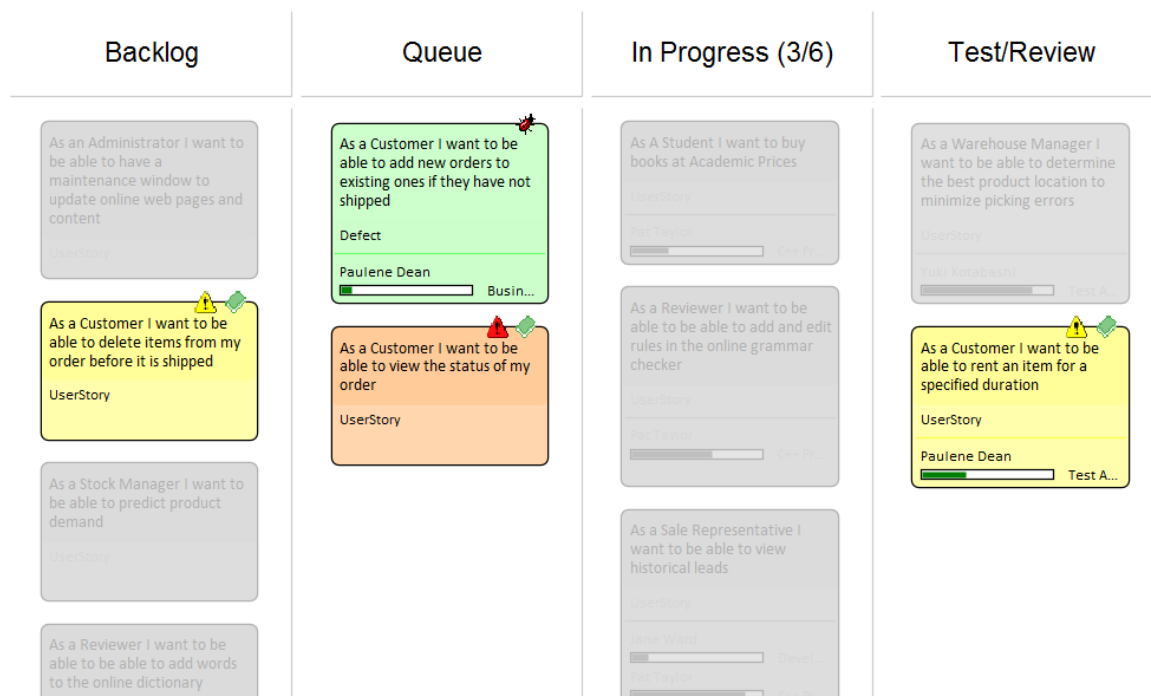 Backlog
Queue
In Progress (3/6)
Test/Review
As an Administrator I want to
be able to have a
maintenance window to
update online web pages and
content
UserStory
As a Customer I want to be
able to delete items from my
order before it is shipped
UserStory
As a Stock Manager I want to
be able to predict product
demand
UserStory
As a Reviewer I want to be
able to be able to add words
to the online dictionary
As a Customer I want to be
able to add new orders to
existing ones if they have not
shipped
Defect
Paulene Dean
Busin...
As a Customer I want to be
able to view the status of my
order
UserStory
As A Student I want to buy
books at Academic Prices
UserStory
Pat Taylor
C++ Pr...
As a Reviewer I want to be
able to be able to add and edit
rules in the online grammar
checker
UserStory
Pat Taylor
C++ Pr...
As a Sale Representative I
want to be able to view
historical leads
UserStory
Jane Ward
Devel...
Pat Taylor
As a Warehouse Manager I
want to be able to determine
the best product location to
minimize picking errors
UserStory
Yuki Kotabashi
Test A...
As a Customer I want to be
able to rent an item for a
specified duration
UserStory
Paulene Dean
Test A...